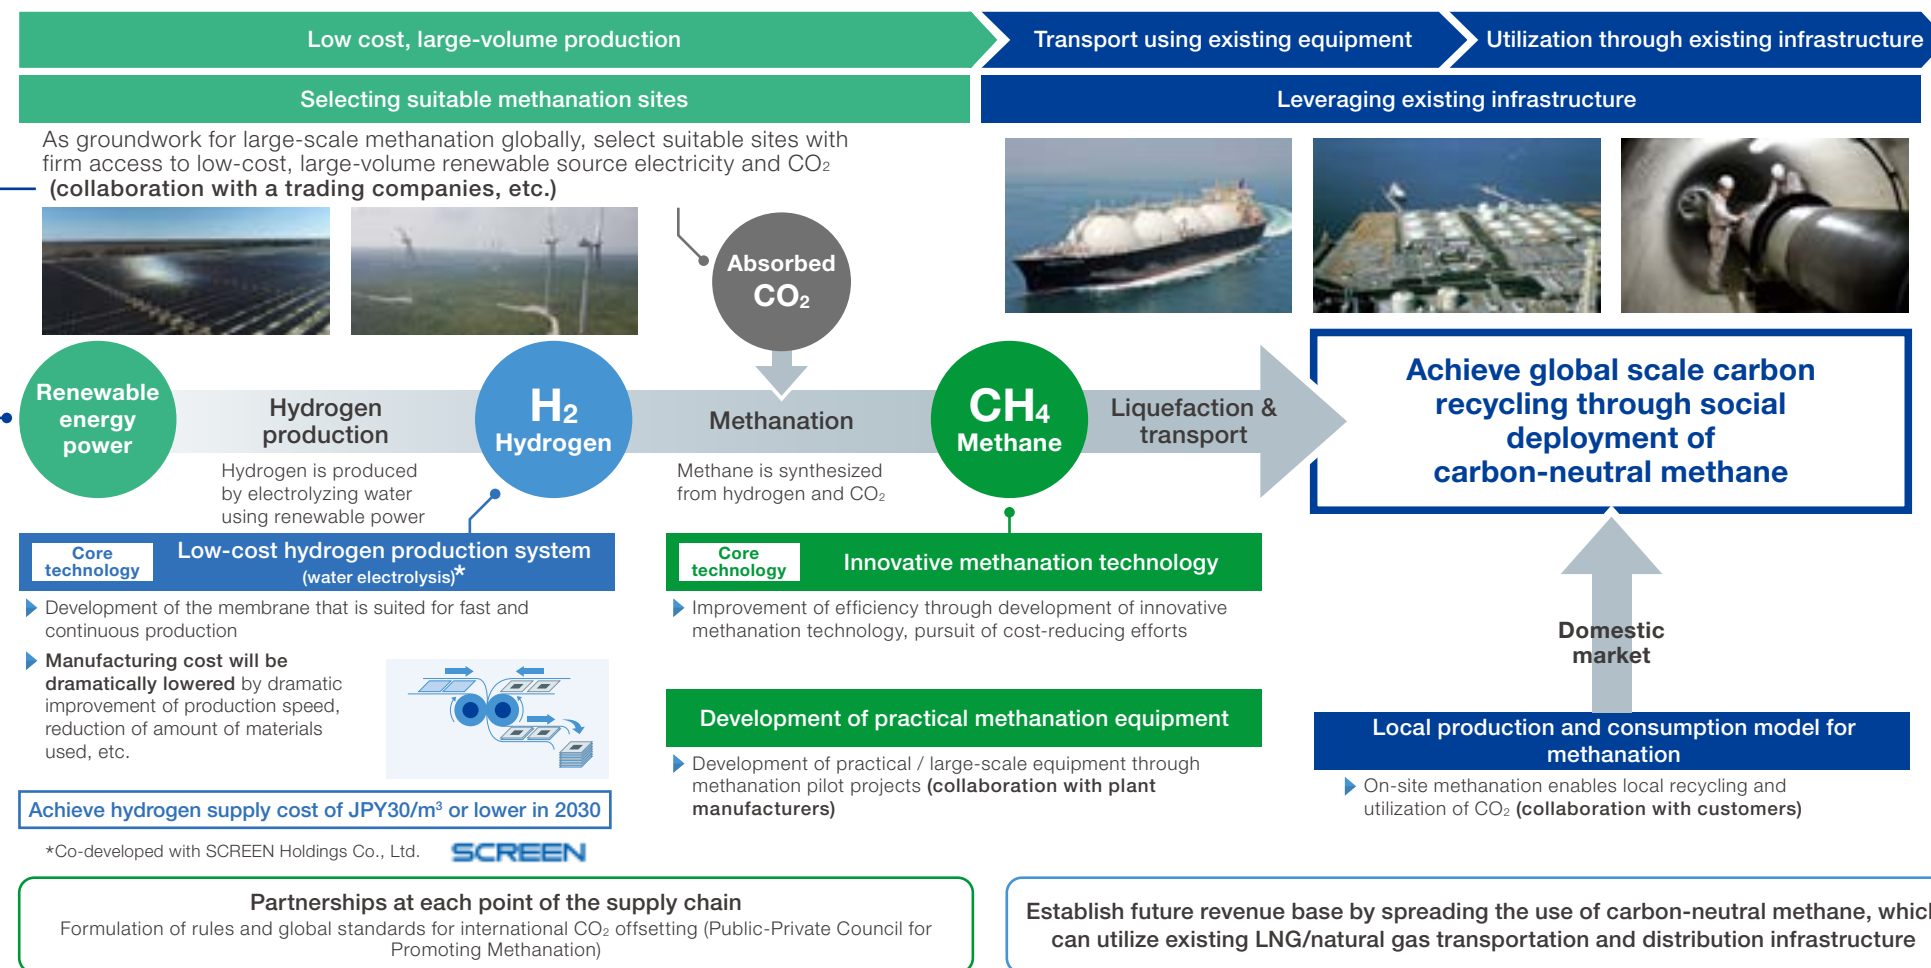 Low cost, large-volume production
Transport using existing equipment
Utilization through existing infrastructure
Selecting suitable methanation sites
Leveraging existing infrastructure
As groundwork for large-scale methanation globally, select suitable sites with
firm access to low-cost, large-volume renewable source electricity and CO₂
(collaboration with a trading companies, etc.)
Absorbed
CO₂
Renewable
energy
power
Hydrogen
production
Hydrogen is produced
by electrolyzing water
using renewable power
H₂
Hydrogen
Methanation
Methane is synthesized
from hydrogen and CO₂
CH₄
Methane
Liquefaction &
transport
Achieve global scale carbon
recycling through social
deployment of
carbon-neutral methane
Core
technology
Low-cost hydrogen production system
(water electrolysis)*
Development of the membrane that is suited for fast and
continuous production
Manufacturing cost will be
dramatically lowered by dramatic
improvement of production speed,
reduction of amount of materials
used, etc.
Achieve hydrogen supply cost of JPY30/m³ or lower in 2030
*Co-developed with SCREEN Holdings Co., Ltd.
SCREEN
Core
technology
Innovative methanation technology
Improvement of efficiency through development of innovative
methanation technology, pursuit of cost-reducing efforts
Development of practical methanation equipment
Development of practical / large-scale equipment through
methanation pilot projects (collaboration with plant
manufacturers)
Domestic
market
Local production and consumption model for
methanation
On-site methanation enables local recycling and
utilization of CO₂ (collaboration with customers)
Partnerships at each point of the supply chain
Formulation of rules and global standards for international CO₂ offsetting (Public-Private Council for
Promoting Methanation)
Establish future revenue base by spreading the use of carbon-neutral methane, which
can utilize existing LNG/natural gas transportation and distribution infrastructure